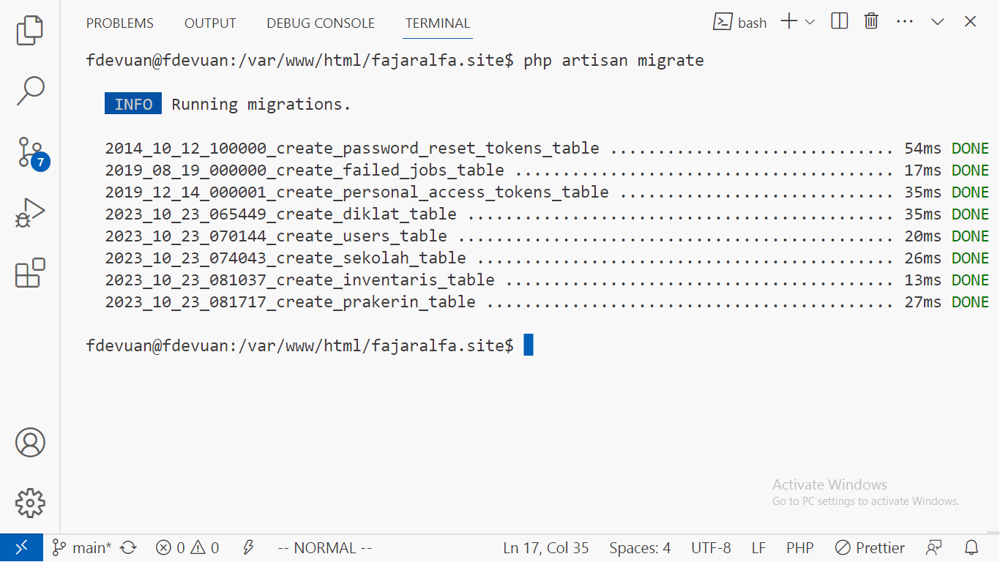 PROBLEMS OUTPUT DEBUG CONSOLE TERMINAL bash
fdevuan@fdevuan:/var/www/html/fajaralfa.site$ php artisan migrate
INFO Running migrations.
2014_10_12_100000_create_password_reset_tokens_table .............................. 54ms DONE
2019_08_19_000000_create_failed_jobs_table ........................................ 17ms DONE
2019_12_14_000001_create_personal_access_tokens_table ............................. 35ms DONE
2023_10_23_065449_create_diklat_table ............................................. 35ms DONE
2023_10_23_070144_create_users_table .............................................. 20ms DONE
2023_10_23_074043_create_sekolah_table ............................................ 26ms DONE
2023_10_23_081037_create_inventaris_table ......................................... 13ms DONE
2023_10_23_081717_create_prakerin_table ........................................... 27ms DONE
fdevuan@fdevuan:/var/www/html/fajaralfa.site$
7
Activate Windows
Go to PC settings to activate Windows.
main* 0 0 -- NORMAL -- Ln 17, Col 35 Spaces: 4 UTF-8 LF PHP Prettier